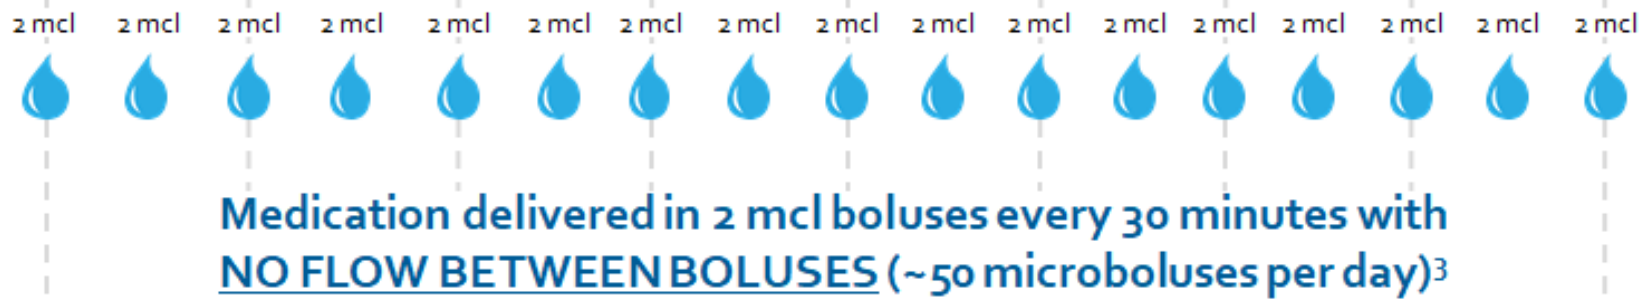 2 mcl 2 mcl 2 mcl 2 mcl 2 mcl 2 mcl 2 mcl 2 mcl 2 mcl 2 mcl 2 mcl 2 mcl 2 mcl 2 mcl 2 mcl 2 mcl 2 mcl
Medication delivered in 2 mcl boluses every 30 minutes with
NO FLOW BETWEEN BOLUSES (~50 microboluses per day)³